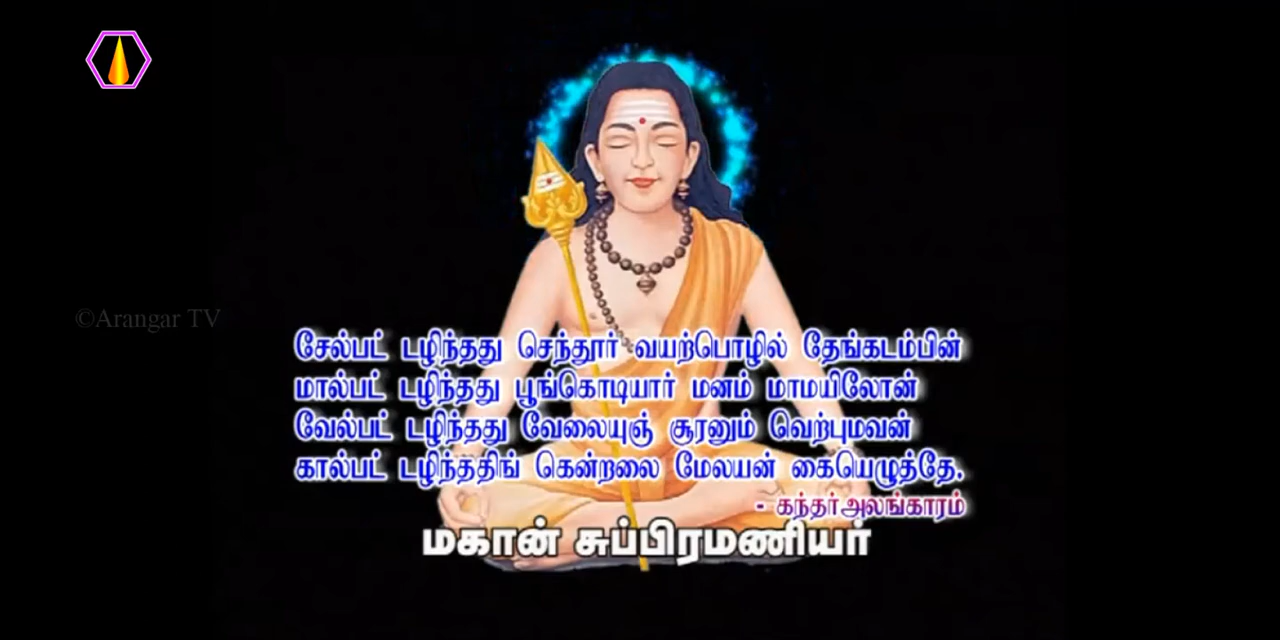 ©Arangar TV
சேல்பட் டழிந்தது செந்தூர் வயற்பொழில் தேங்கடம்பின்
மால்பட் டழிந்தது பூங்கொடியார் மனம் மாமயிலோன்
வேல்பட் டழிந்தது வேலையுஞ் சூரனும் வெற்புமவன்
கால்பட் டழிந்ததிங் கென்றலை மேலயன் கையெழுத்தே.
- கந்தர்அலங்காரம்
மகான் சுப்பிரமணியர்